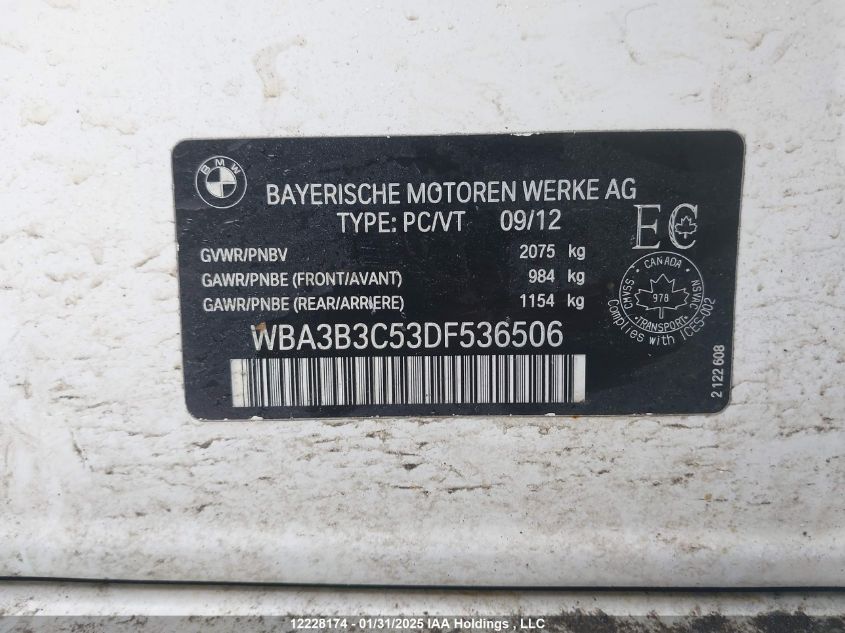 BMW
BAYERISCHE MOTOREN WERKE AG
TYPE: PC/VT 09/12
EC
GVWR/PNBV 2075 kg
GAWR/PNBE (FRONT/AVANT) 984 kg
GAWR/PNBE (REAR/ARRIERE) 1154 kg
CANADA
CMVSS
NSVAC
978
TRANSPORT
Complies with ICES-002
WBA3B3C53DF536506
2 122 608
12228174 - 01/31/2025 IAA Holdings , LLC